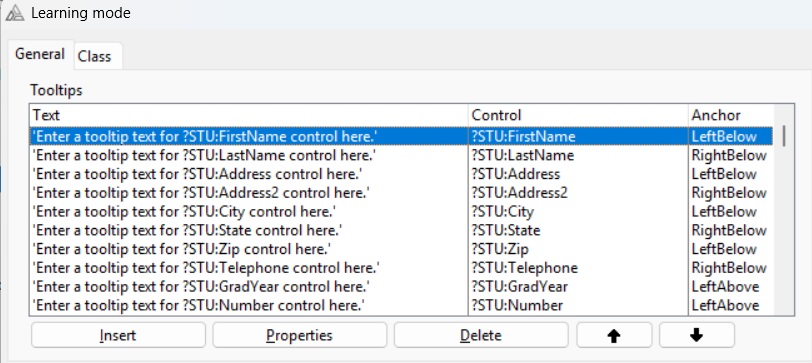 Learning mode
General Class
Tooltips
Text Control Anchor
'Enter a tooltip text for ?STU:FirstName control here.' ?STU:FirstName LeftBelow
'Enter a tooltip text for ?STU:LastName control here.' ?STU:LastName RightBelow
'Enter a tooltip text for ?STU:Address control here.' ?STU:Address LeftBelow
'Enter a tooltip text for ?STU:Address2 control here.' ?STU:Address2 RightBelow
'Enter a tooltip text for ?STU:City control here.' ?STU:City LeftBelow
'Enter a tooltip text for ?STU:State control here.' ?STU:State RightBelow
'Enter a tooltip text for ?STU:Zip control here.' ?STU:Zip LeftBelow
'Enter a tooltip text for ?STU:Telephone control here.' ?STU:Telephone RightBelow
'Enter a tooltip text for ?STU:GradYear control here.' ?STU:GradYear LeftAbove
'Enter a tooltip text for ?STU:Number control here.' ?STU:Number LeftAbove
Insert Properties Delete